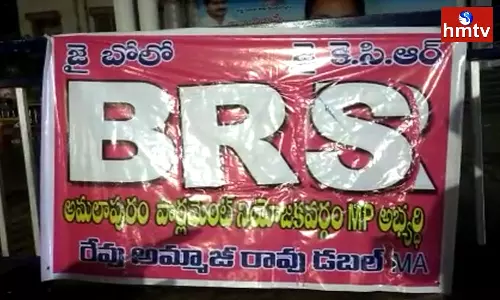 hmtv
జై బోలో జై కె.సి.ఆర్
BRS
అమలాపురం పార్లమెంట్ నియోజకవర్గం MP అభ్యర్థి
రేవు అమ్మాజీ రావు డబల్ MA